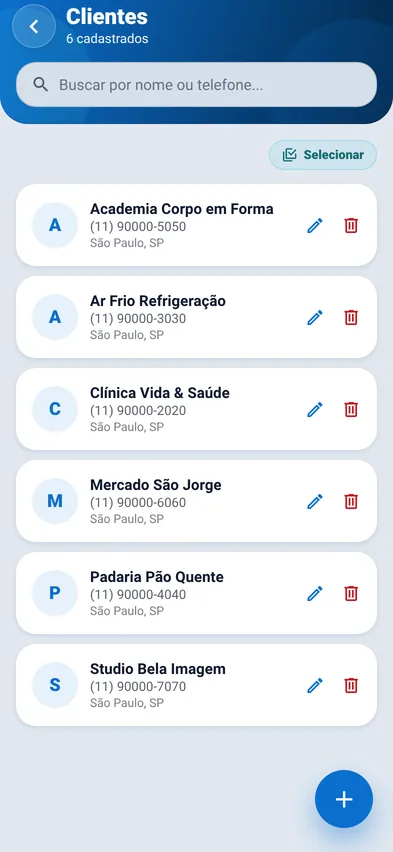 Clientes
6 cadastrados
Buscar por nome ou telefone...
Selecionar
A
Academia Corpo em Forma
(11) 90000-5050
São Paulo, SP
A
Ar Frio Refrigeração
(11) 90000-3030
São Paulo, SP
C
Clínica Vida & Saúde
(11) 90000-2020
São Paulo, SP
M
Mercado São Jorge
(11) 90000-6060
São Paulo, SP
P
Padaria Pão Quente
(11) 90000-4040
São Paulo, SP
S
Studio Bela Imagem
(11) 90000-7070
São Paulo, SP